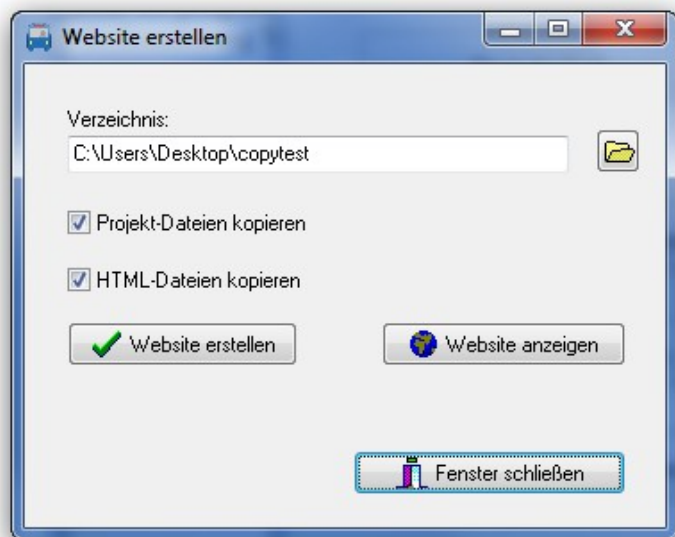 Website erstellen
Verzeichnis:
C:\Users\Desktop\copytest
Projekt-Dateien kopieren
HTML-Dateien kopieren
Website erstellen
Website anzeigen
Fenster schließen